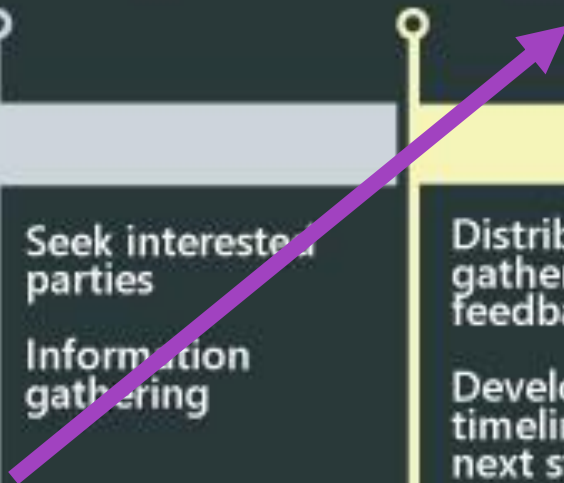 Seek interested
parties
Information
gathering
Distrib
gather
feedba
Develo
timelin
next s